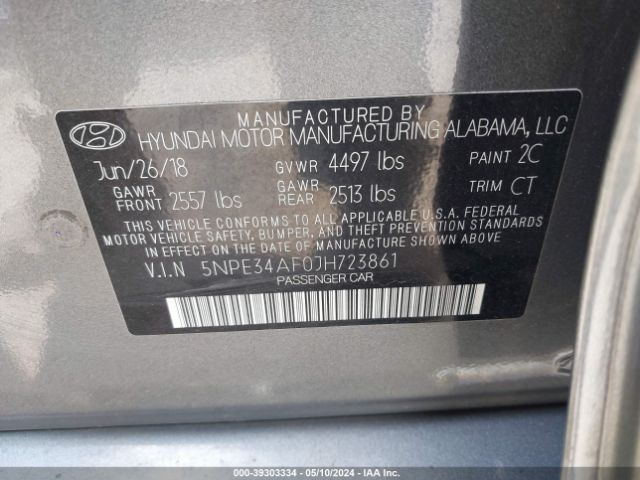 MANUFACTURED BY
HYUNDAI MOTOR MANUFACTURING ALABAMA, LLC
Jun/26/18 GVWR 4497 lbs PAINT 2C
GAWR FRONT 2557 lbs GAWR REAR 2513 lbs TRIM CT
THIS VEHICLE CONFORMS TO ALL APPLICABLE U.S. FEDERAL
MOTOR VEHICLE SAFETY, BUMPER, AND THEFT PREVENTION
STANDARDS IN EFFECT ON THE DATE OF MANUFACTURE SHOWN ABOVE.
V.I.N 5NPE34AF0JH723861
PASSENGER CAR
000-39303334 - 05/10/2024 - IAA Inc.